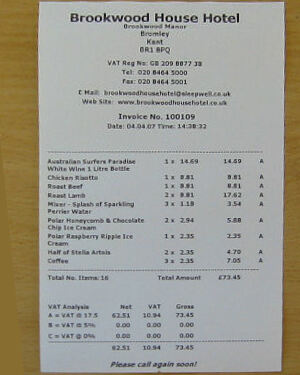 Brookwood House Hotel
Brookwood Manor
Bromley
Kent
BR1 8PQ
VAT Reg No: GB 209 8877 38
Tel: 020 8464 5000
Fax: 020 8464 5001
E Mail: brookwoodhousehotel@sleepwell.co.uk
Web Site: www.brookwoodhousehotel.co.uk
Invoice No. 100109
Date: 04.04.07 Time: 14:38:32
Australian Surfers Paradise 1 x 14.69 14.69 A
White Wine 1 Litre Bottle
Chicken Risotto 1 x 8.81 8.81 A
Roast Beef 1 x 8.81 8.81 A
Roast Lamb 2 x 8.81 17.62 A
Mixer - Splash of Sparkling 3 x 1.18 3.54 A
Perrier Water
Polar Honeycomb & Chocolate 2 x 2.94 5.88 A
Chip Ice Cream
Polar Raspberry Ripple Ice 1 x 2.35 2.35 A
Cream
Half of Stella Artois 2 x 2.35 4.70 A
Coffee 3 x 2.35 7.05 A
Total No. Items: 16 Total Amount £73.45
VAT Analysis Net VAT Gross
A = VAT @ 17.5 62.51 10.94 73.45
B = VAT @ 5% 0.00 0.00 0.00
C = VAT @ 0% 0.00 0.00 0.00
62.51 10.94 73.45
Please call again soon!